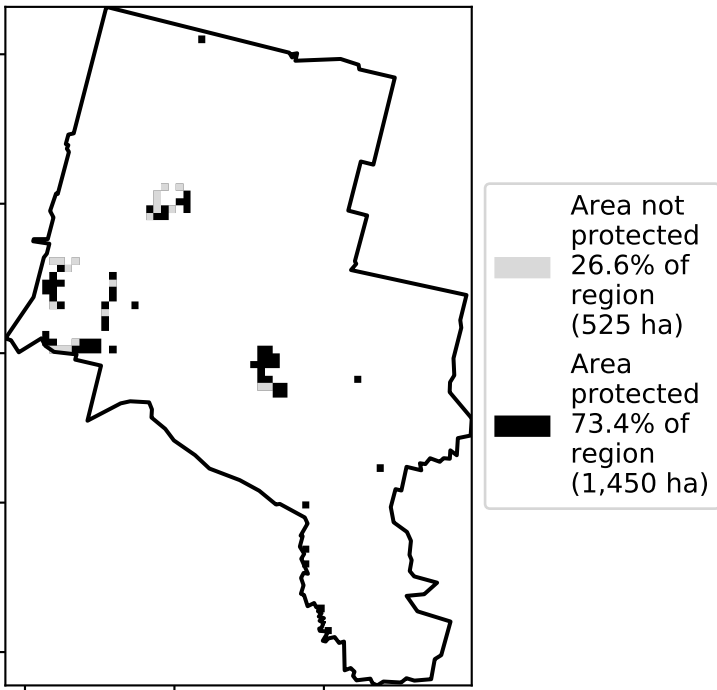 Area not
protected
26.6% of
region
(525 ha)
Area
protected
73.4% of
region
(1,450 ha)